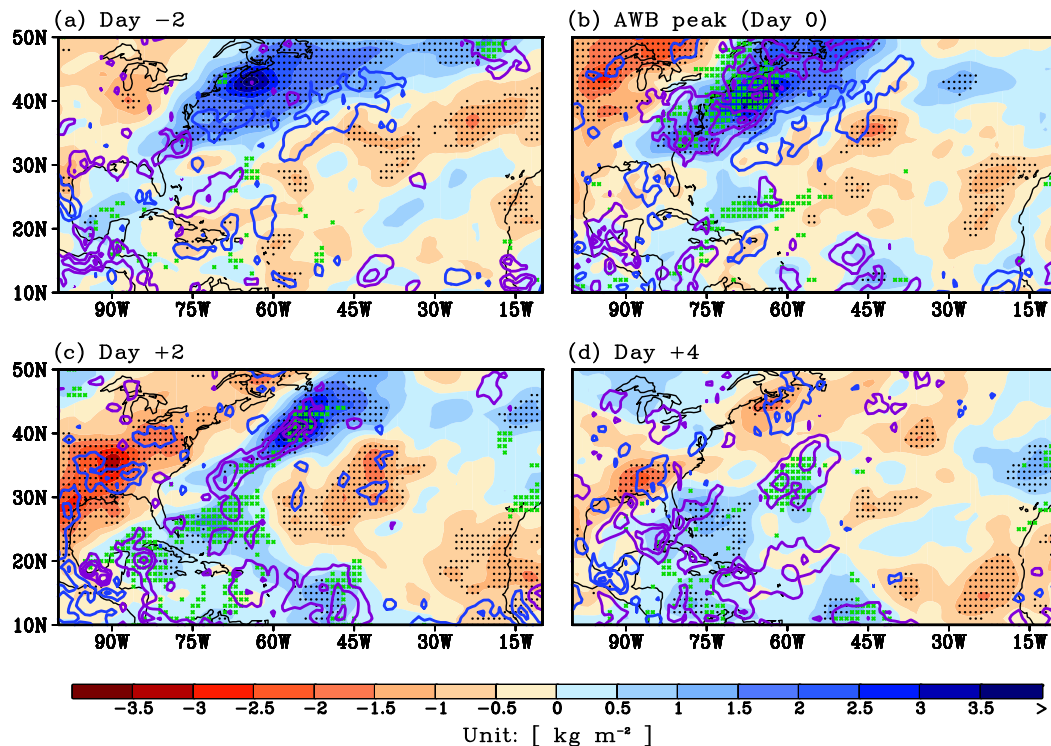 (a) Day −2
(b) AWB peak (Day 0)
50N
40N
30N
20N
10N
50N
40N
30N
20N
10N
90W 75W 60W 45W 30W 15W
90W 75W 60W 45W 30W 15W
(c) Day +2
(d) Day +4
50N
40N
30N
20N
10N
50N
40N
30N
20N
10N
90W 75W 60W 45W 30W 15W
90W 75W 60W 45W 30W 15W
−3.5 −3 −2.5 −2 −1.5 −1 −0.5 0 0.5 1 1.5 2 2.5 3 3.5 >
Unit: [ kg m⁻² ]